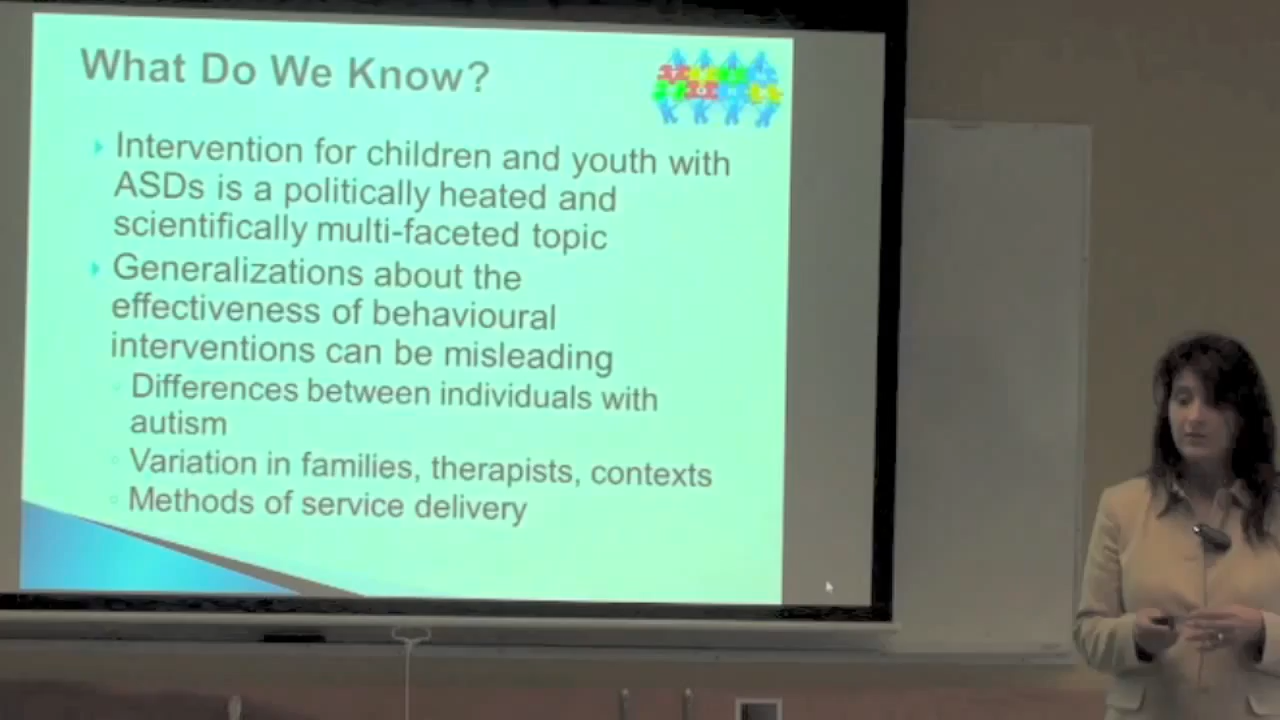 What Do We Know?
Intervention for children and youth with
ASDs is a politically heated and
scientifically multi-faceted topic
Generalizations about the
effectiveness of behavioural
interventions can be misleading
Differences between individuals with
autism
Variation in families, therapists, contexts
Methods of service delivery